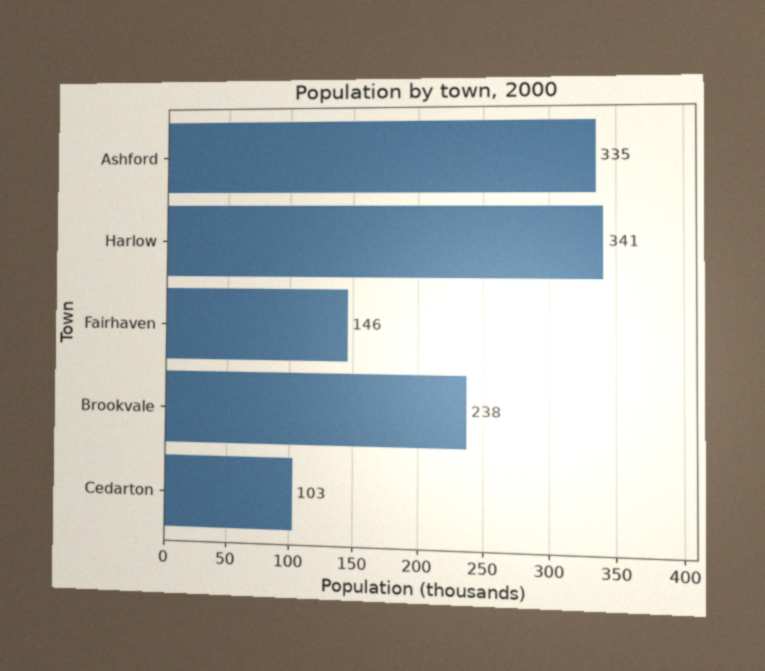 Population by town, 2000
Ashford 335
Harlow 341
Fairhaven 146
Brookvale 238
Cedarton 103
Town
0 50 100 150 200 250 300 350 400
Population (thousands)